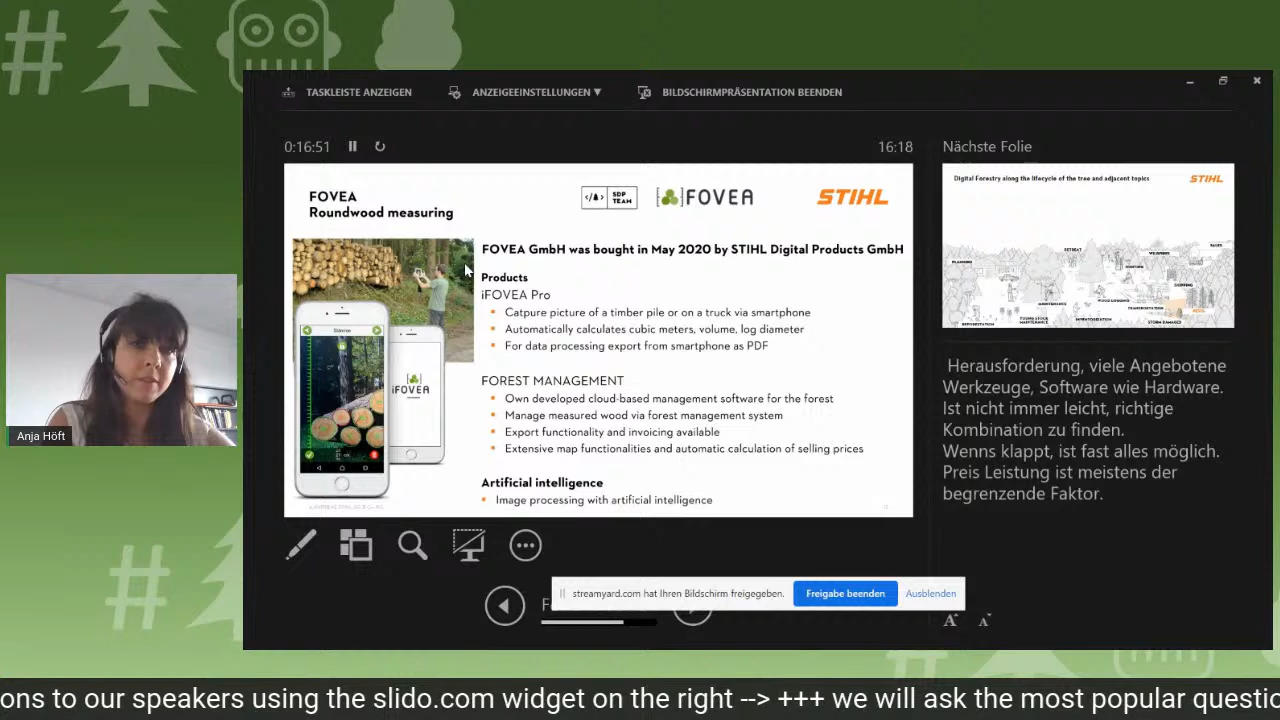 TASKLEISTE ANZEIGEN
ANZEIGEEINSTELLUNGEN ▼
BILDSCHIRMPRÄSENTATION BEENDEN
0:16:51
16:18
Nächste Folie
FOVEA
Roundwood measuring
SDP
TEAM
FOVEA
STIHL
FOVEA GmbH was bought in May 2020 by STIHL Digital Products GmbH
Products
iFOVEA Pro
Catpure picture of a timber pile or on a truck via smartphone
Automatically calculates cubic meters, volume, log diameter
For data processing export from smartphone as PDF
FOREST MANAGEMENT
Own developed cloud-based management software for the forest
Manage measured wood via forest management system
Export functionality and invoicing available
Extensive map functionalities and automatic calculation of selling prices
Artificial intelligence
Image processing with artificial intelligence
iFOVEA
Digital Forestry along the lifecycle of the tree and adjacent topics
STIHL
PLANNING
STORM DAMAGES
Herausforderung, viele Angebotene
Werkzeuge, Software wie Hardware.
Ist nicht immer leicht, richtige
Kombination zu finden.
Wenns klappt, ist fast alles möglich.
Preis Leistung ist meistens der
begrenzende Faktor.
Anja Höft
streamyard.com hat Ihren Bildschirm freigegeben.
Freigabe beenden
Ausblenden
ons to our speakers using the slido.com widget on the right --> +++ we will ask the most popular questio